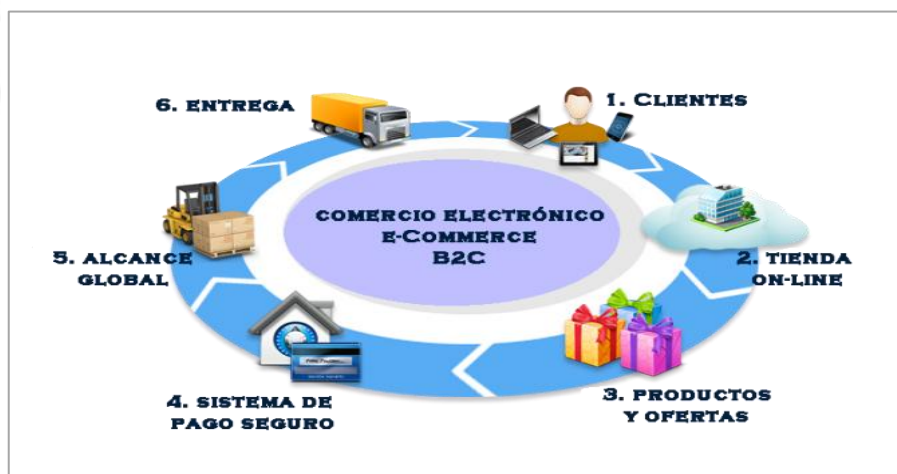 COMERCIO ELECTRÓNICO
E-COMMERCE
B2C
1. CLIENTES
2. TIENDA
ON-LINE
3. PRODUCTOS
Y OFERTAS
4. SISTEMA DE
PAGO SEGURO
5. ALCANCE
GLOBAL
6. ENTREGA